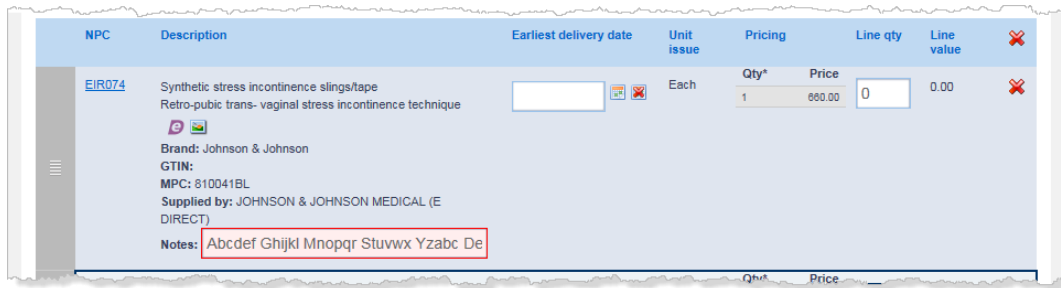 NPC Description Earliest delivery date Unit issue Pricing Line qty Line value
EIR074 Synthetic stress incontinence slings/tape Each Qty* Price 0 0.00
Retro-pubic trans- vaginal stress incontinence technique 1 660.00
Brand: Johnson & Johnson
GTIN:
MPC: 810041BL
Supplied by: JOHNSON & JOHNSON MEDICAL (E
DIRECT)
Notes: Abcdef Ghijkl Mnopqr Stuvwx Yzabc De
Qty* Price